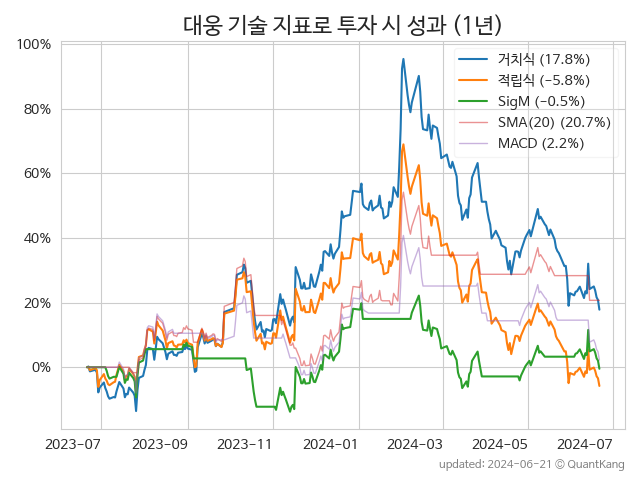 대웅 기술 지표로 투자 시 성과 (1년)
100%
80%
60%
40%
20%
0%
거치식 (17.8%)
적립식 (-5.8%)
SigM (-0.5%)
SMA(20) (20.7%)
MACD (2.2%)
2023-07 2023-09 2023-11 2024-01 2024-03 2024-05 2024-07
updated: 2024-06-21 © QuantKang